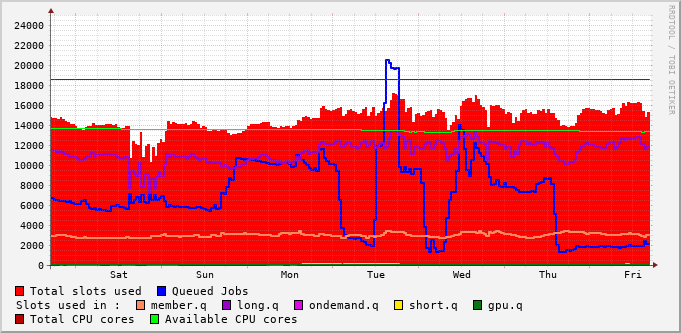 RRDTOOL / TOBI OETIKER
24000
22000
20000
18000
16000
14000
12000
10000
8000
6000
4000
2000
0
Sat Sun Mon Tue Wed Thu Fri
Total slots used Queued Jobs
Slots used in : member.q long.q ondemand.q short.q gpu.q
Total CPU cores Available CPU cores